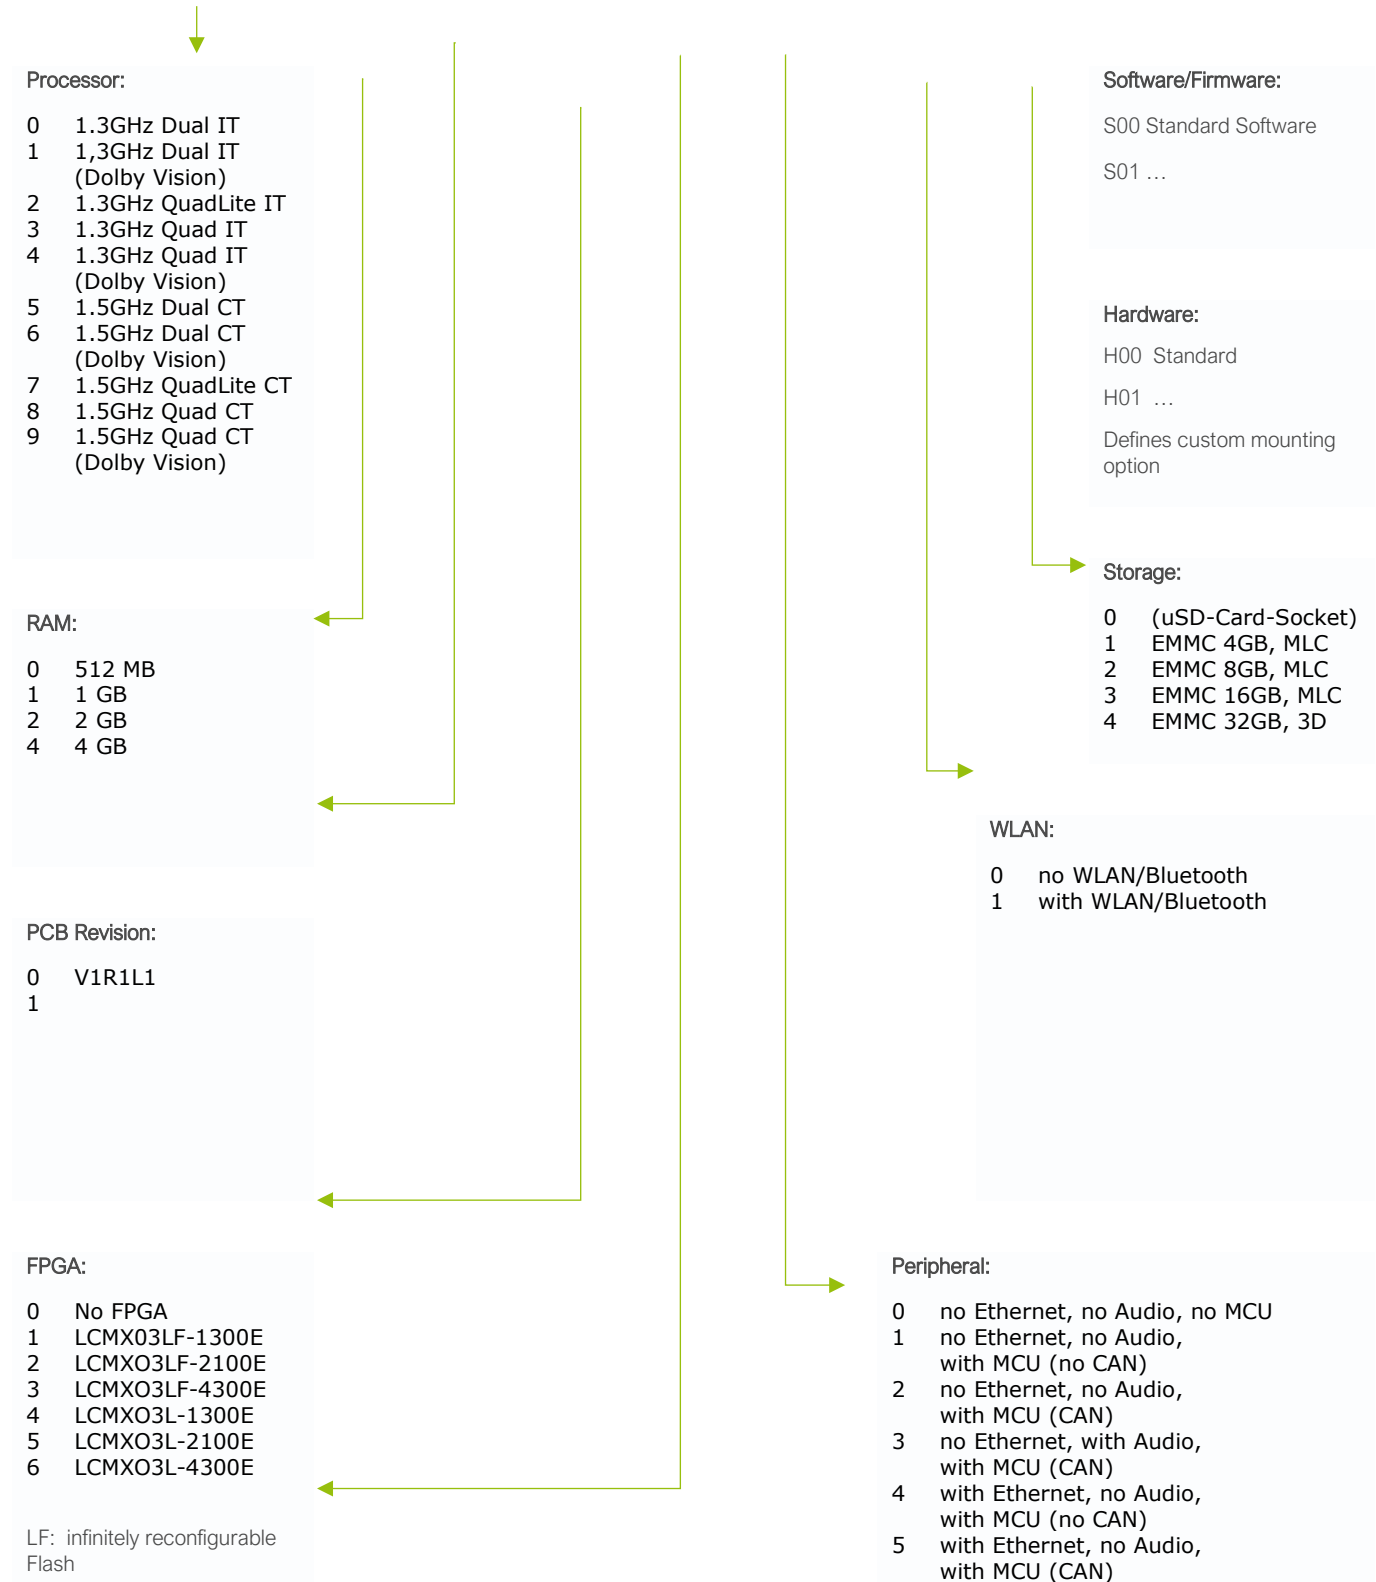 Processor:
0 1.3GHz Dual IT
1 1,3GHz Dual IT
(Dolby Vision)
2 1.3GHz QuadLite IT
3 1.3GHz Quad IT
4 1.3GHz Quad IT
(Dolby Vision)
5 1.5GHz Dual CT
6 1.5GHz Dual CT
(Dolby Vision)
7 1.5GHz QuadLite CT
8 1.5GHz Quad CT
9 1.5GHz Quad CT
(Dolby Vision)
RAM:
0 512 MB
1 1 GB
2 2 GB
4 4 GB
PCB Revision:
0 V1R1L1
1
FPGA:
0 No FPGA
1 LCMX03LF-1300E
2 LCMXO3LF-2100E
3 LCMXO3LF-4300E
4 LCMXO3L-1300E
5 LCMXO3L-2100E
6 LCMXO3L-4300E
LF: infinitely reconfigurable
Flash
Software/Firmware:
S00 Standard Software
S01 …
Hardware:
H00 Standard
H01 …
Defines custom mounting
option
Storage:
0 (uSD-Card-Socket)
1 EMMC 4GB, MLC
2 EMMC 8GB, MLC
3 EMMC 16GB, MLC
4 EMMC 32GB, 3D
WLAN:
0 no WLAN/Bluetooth
1 with WLAN/Bluetooth
Peripheral:
0 no Ethernet, no Audio, no MCU
1 no Ethernet, no Audio,
with MCU (no CAN)
2 no Ethernet, no Audio,
with MCU (CAN)
3 no Ethernet, with Audio,
with MCU (CAN)
4 with Ethernet, no Audio,
with MCU (no CAN)
5 with Ethernet, no Audio,
with MCU (CAN)